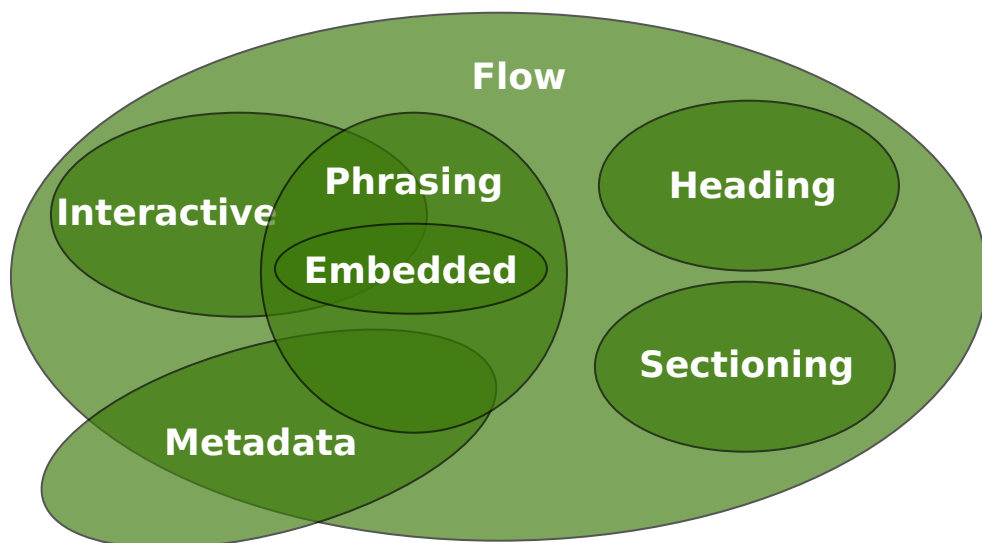 Flow
Phrasing
Heading
Interactive
Embedded
Sectioning
Metadata